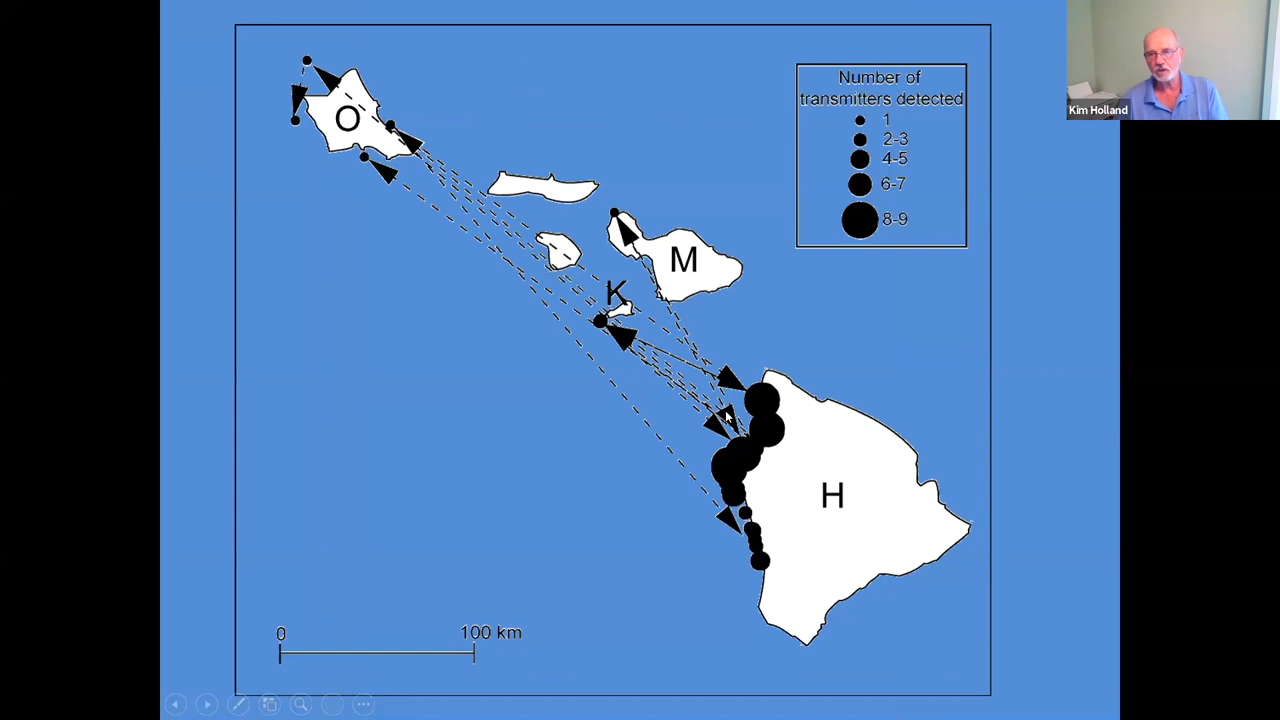 Number of
transmitters detected
1
2-3
4-5
6-7
8-9
O
M
K
H
0
100 km
Kim Holland